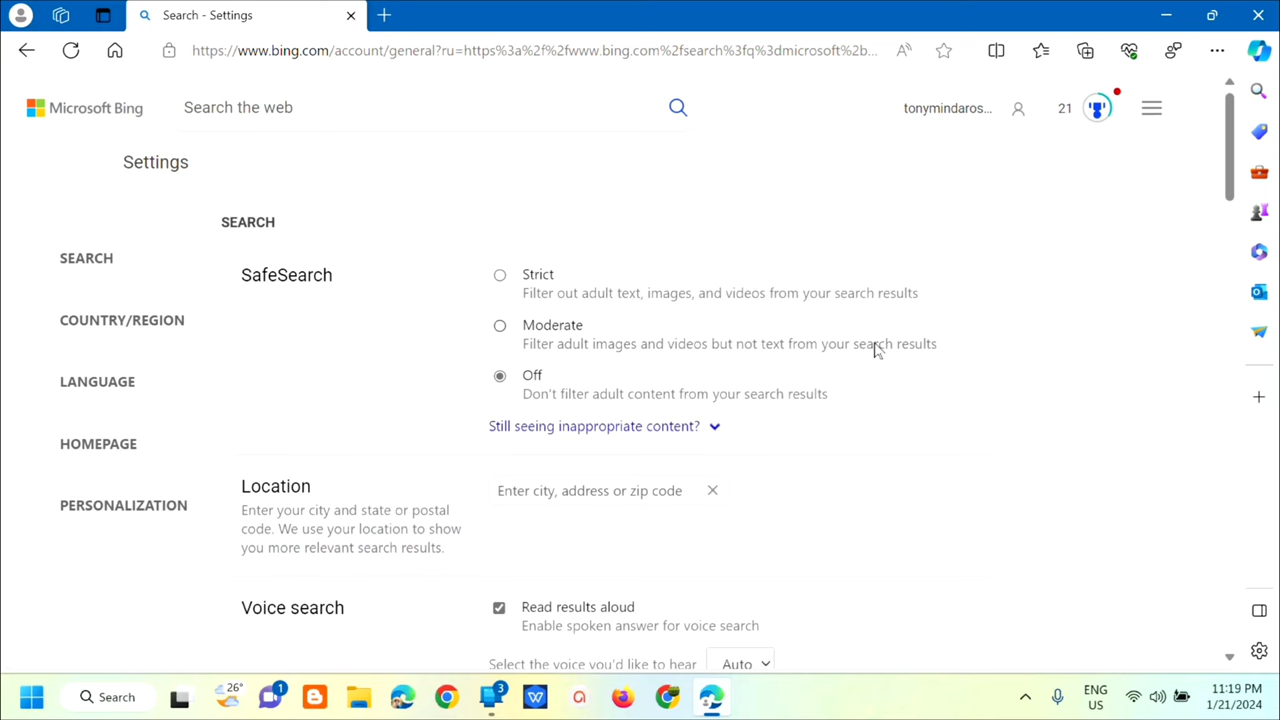 Search - Settings
https://www.bing.com/account/general?ru=https%3a%2f%2fwww.bing.com%2fsearch%3fq%3dmicrosoft%2b...
Microsoft Bing
Search the web
tonymindaros...
21
Settings
SEARCH
COUNTRY/REGION
LANGUAGE
HOMEPAGE
PERSONALIZATION
SEARCH
SafeSearch
Strict
Filter out adult text, images, and videos from your search results
Moderate
Filter adult images and videos but not text from your search results
Off
Don't filter adult content from your search results
Still seeing inappropriate content?
Location
Enter your city and state or postal
code. We use your location to show
you more relevant search results.
Enter city, address or zip code
Voice search
Read results aloud
Enable spoken answer for voice search
Select the voice you'd like to hear
Auto
Search
26°
1
3
ENG
US
11:19 PM
1/21/2024